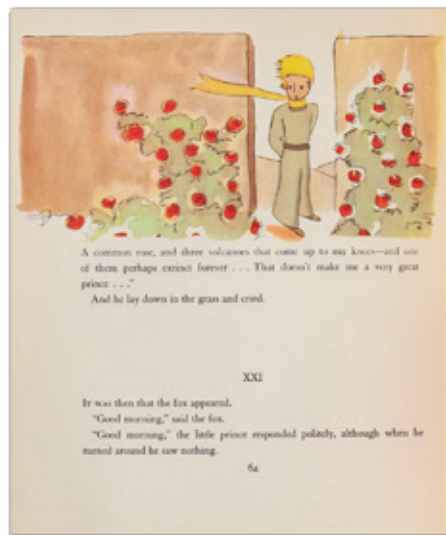 A common rose, and three volcanoes that come up to my knees—and one
of them perhaps extinct forever . . . That doesn't make me a very great
prince . . ."
And he lay down in the grass and cried.
XXI
It was then that the fox appeared.
"Good morning," said the fox.
"Good morning," the little prince responded politely, although when he
turned around he saw nothing.
64